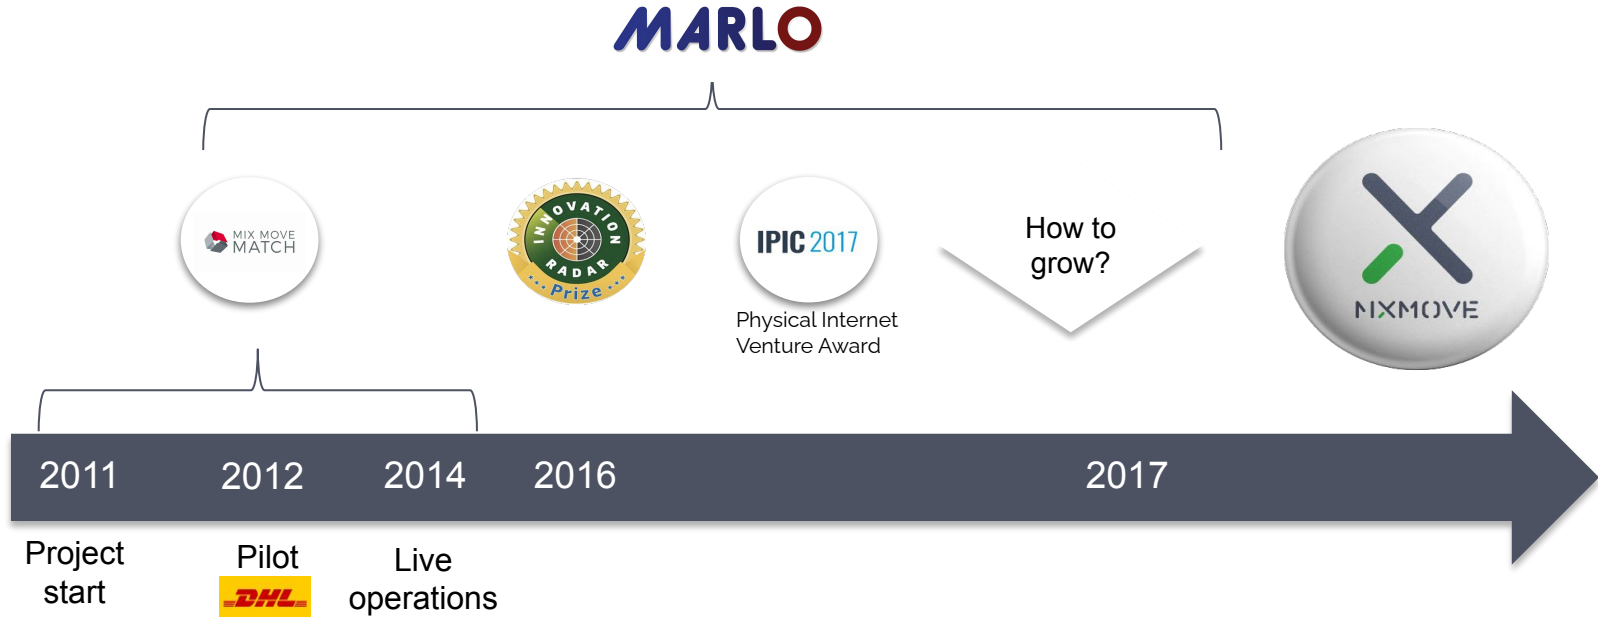 MARLO
MIX MOVE
MATCH
INNOVATION
RADAR
Prize
IPIC 2017
Physical Internet
Venture Award
How to
grow?
MXMOVE
2011
2012
2014
2016
2017
Project
start
Pilot
DHL
Live
operations